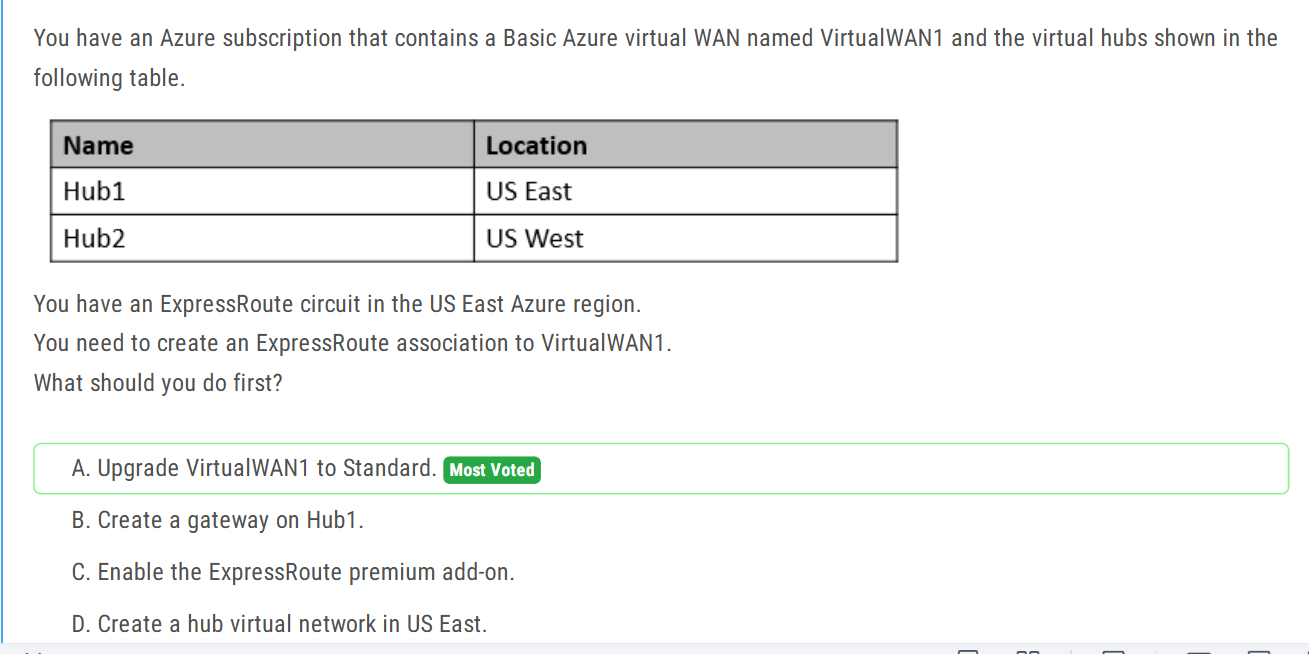 You have an Azure subscription that contains a Basic Azure virtual WAN named VirtualWAN1 and the virtual hubs shown in the
following table.
Name Location
Hub1 US East
Hub2 US West
You have an ExpressRoute circuit in the US East Azure region.
You need to create an ExpressRoute association to VirtualWAN1.
What should you do first?
A. Upgrade VirtualWAN1 to Standard. Most Voted
B. Create a gateway on Hub1.
C. Enable the ExpressRoute premium add-on.
D. Create a hub virtual network in US East.